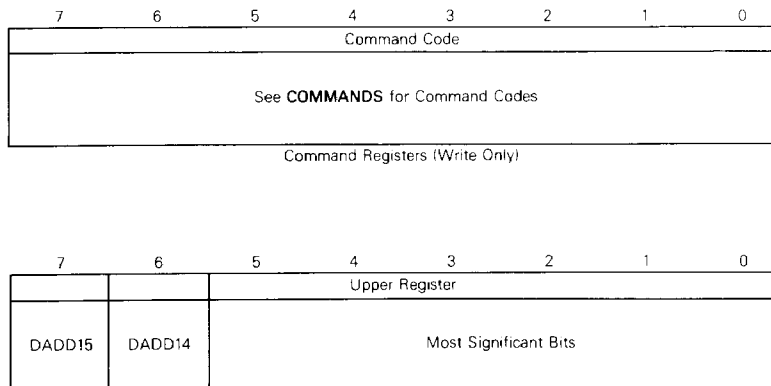 7 6 5 4 3 2 1 0
Command Code
See COMMANDS for Command Codes
Command Registers (Write Only)
7 6 5 4 3 2 1 0
Upper Register
DADD15 DADD14 Most Significant Bits